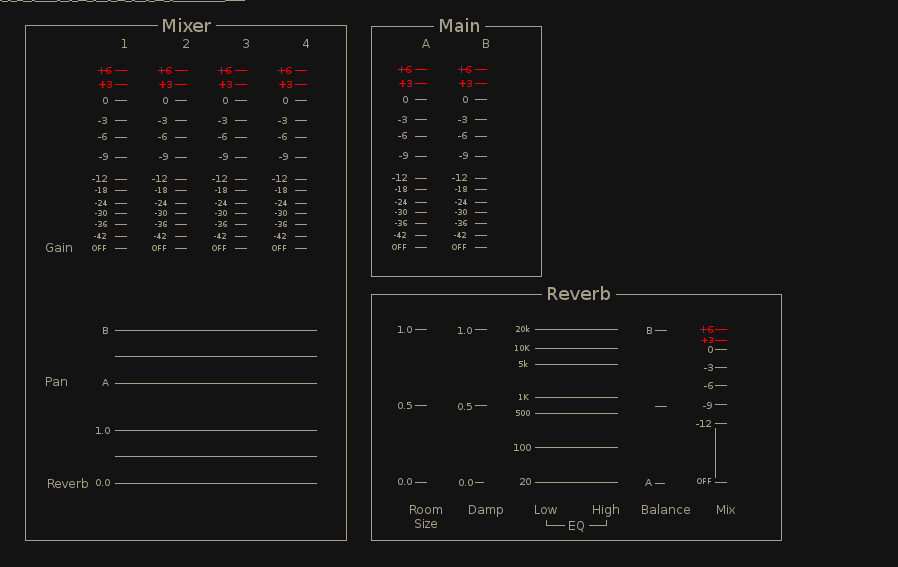 Mixer
1 2 3 4
+6 +6 +6 +6
+3 +3 +3 +3
0 0 0 0
-3 -3 -3 -3
-6 -6 -6 -6
-9 -9 -9 -9
-12 -12 -12 -12
-18 -18 -18 -18
-24 -24 -24 -24
-30 -30 -30 -30
-36 -36 -36 -36
-42 -42 -42 -42
Gain OFF OFF OFF OFF
B
Pan A
1.0
Reverb 0.0
Main
A B
+6 +6
+3 +3
0 0
-3 -3
-6 -6
-9 -9
-12 -12
-18 -18
-24 -24
-30 -30
-36 -36
-42 -42
OFF OFF
Reverb
1.0 1.0 20k B +6
+3
10K 0
5k -3
-6
1K
0.5 0.5 -9
500
-12
100
0.0 0.0 20 A OFF
Room Damp Low High Balance Mix
Size EQ